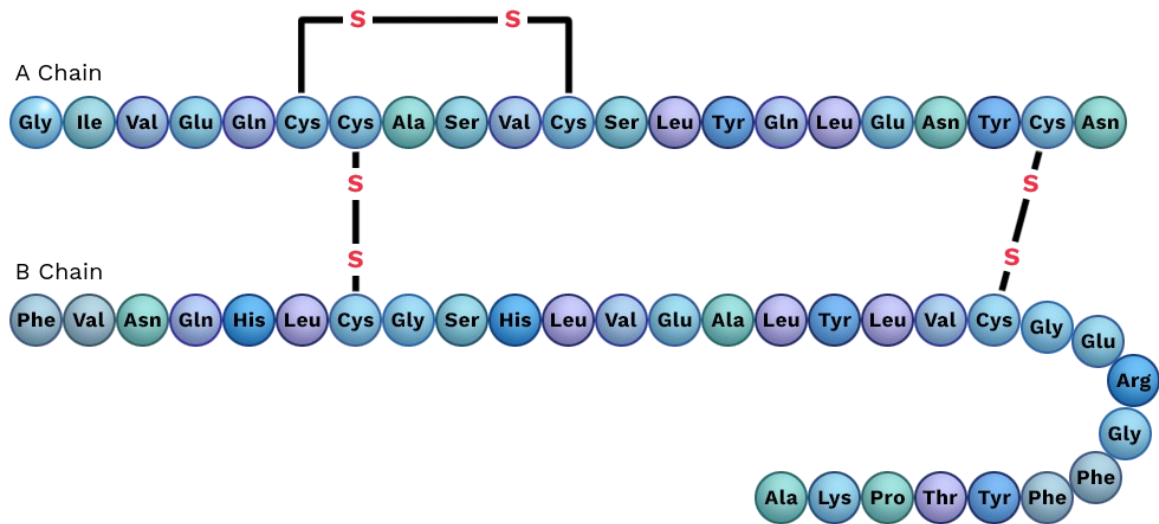 S S
A Chain
Gly Ile Val Glu Gln Cys Cys Ala Ser Val Cys Ser Leu Tyr Gln Leu Glu Asn Tyr Cys Asn
S S
S S
B Chain
Phe Val Asn Gln His Leu Cys Gly Ser His Leu Val Glu Ala Leu Tyr Leu Val Cys Gly Glu
Arg
Gly
Phe
Ala Lys Pro Thr Tyr Phe